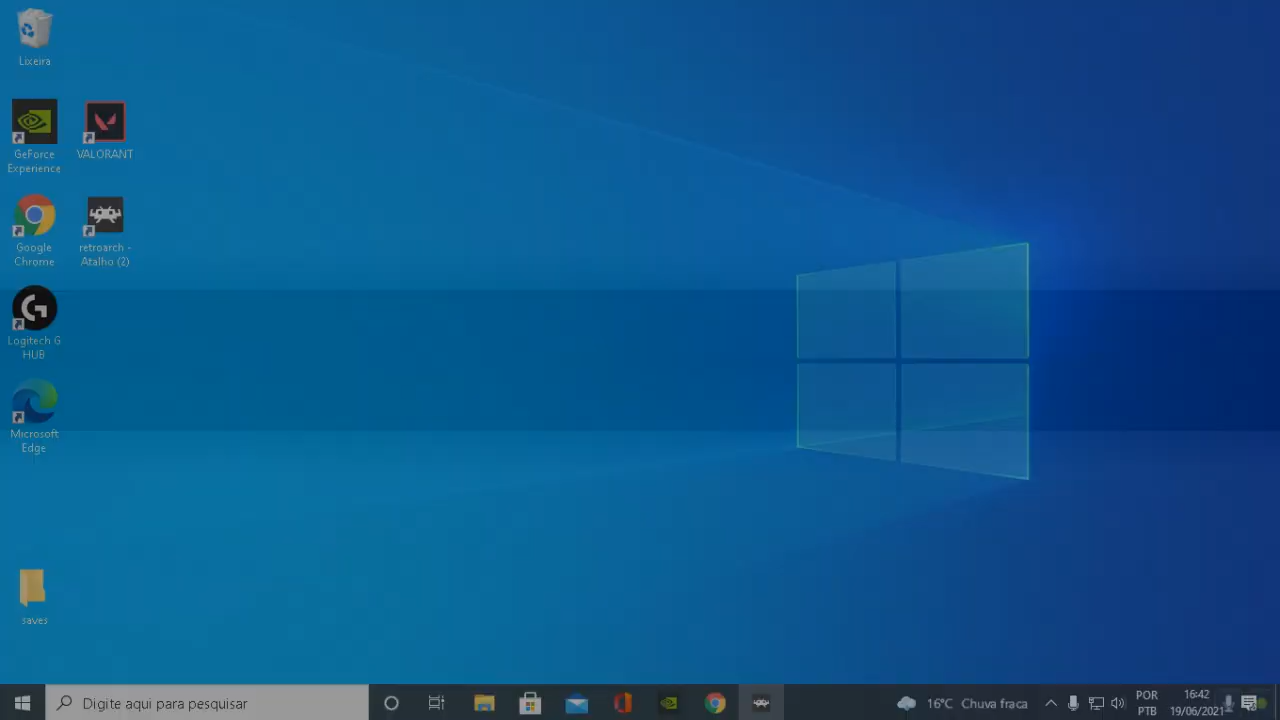 Lixeira
GeForce
Experience
VALORANT
Google
Chrome
retroarch -
Atalho (2)
Logitech G
HUB
Microsoft
Edge
saves
Digite aqui para pesquisar
16°C Chuva fraca
POR
PTB
16:42
19/06/2021